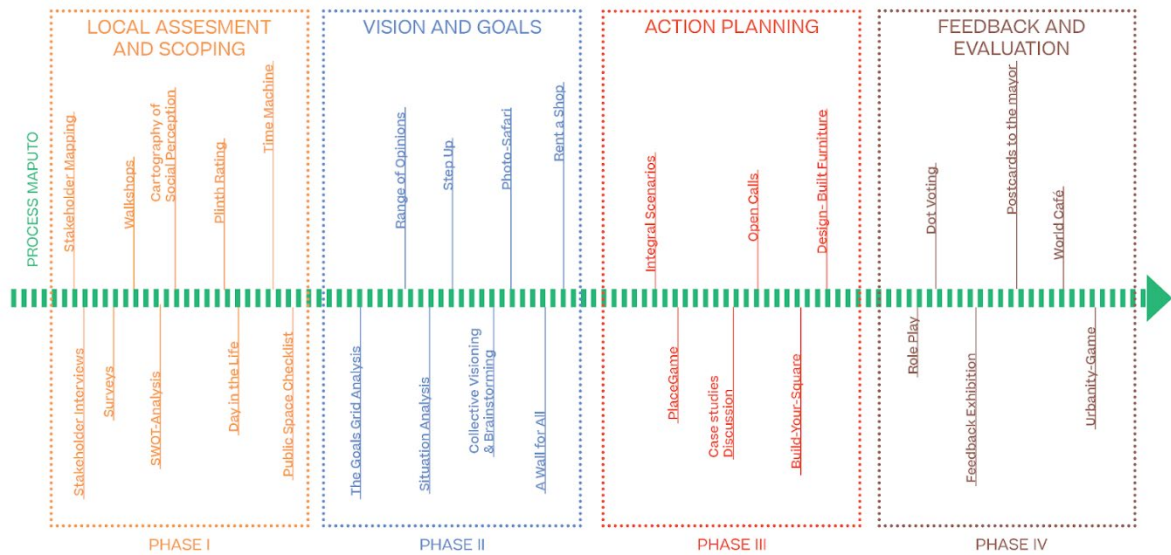 LOCAL ASSESMENT
AND SCOPING
VISION AND GOALS
ACTION PLANNING
FEEDBACK AND
EVALUATION
PROCESS MAPUTO
Stakeholder Mapping
Walkshops
Cartography of
Social Perception
Plinth Rating
Time Machine
Range of Opinions
Step Up
Photo-Safari
Rent a Shop
Integral Scenarios
Open Calls
Design- Built Furniture
Dot Voting
Postcards to the mayor
World Café
Stakeholder Interviews
Surveys
SWOT-Analysis
Day in the Life
Public Space Checklist
The Goals Grid Analysis
Situation Analysis
Collective Visioning
& Brainstorming
A Wall for All
PlaceGame
Case studies
Discussion
Build-Your-Square
Role Play
Feedback Exhibition
Urbanity-Game
PHASE I
PHASE II
PHASE III
PHASE IV